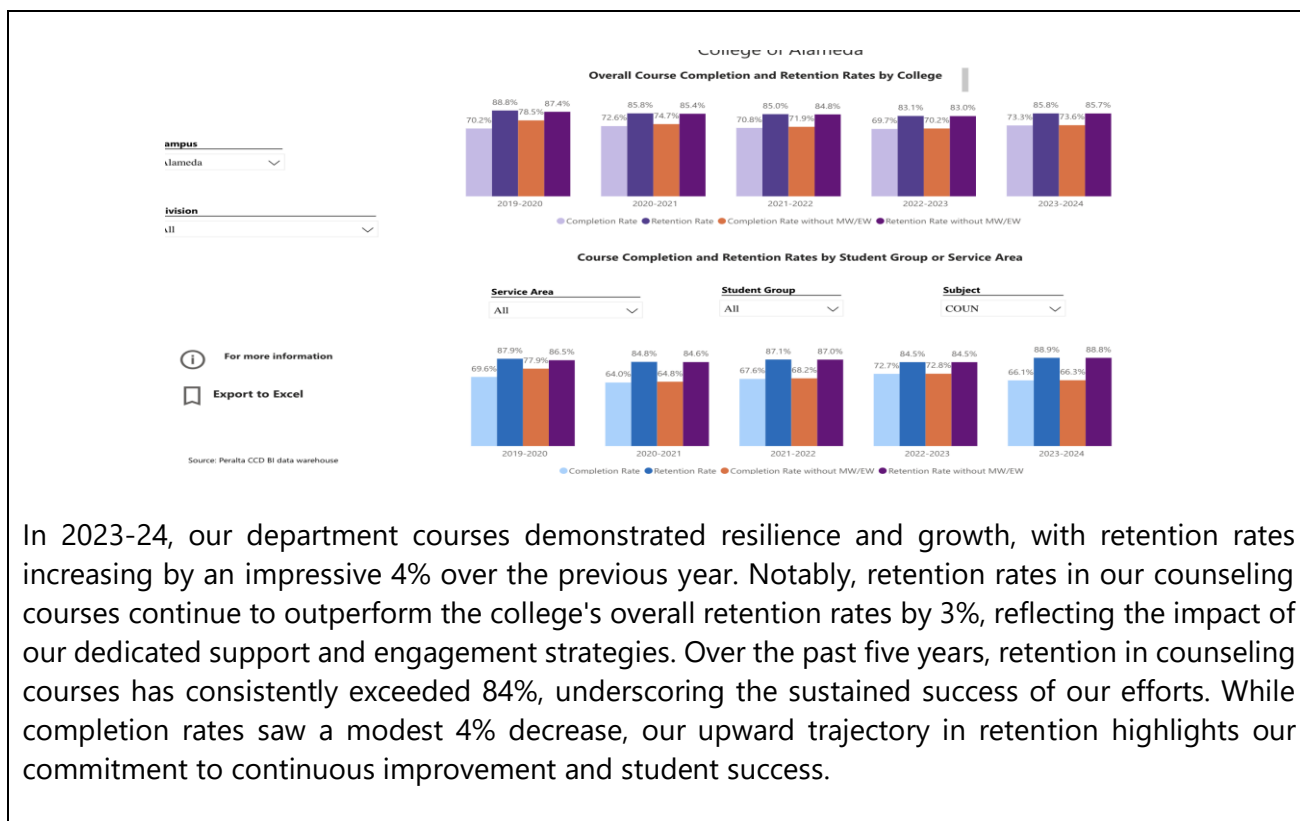 College of Alameda
Overall Course Completion and Retention Rates by College
88.8% 87.4% 85.8% 85.4% 85.0% 84.8% 83.1% 83.0% 85.8% 85.7%
70.2% 78.5% 72.6% 74.7% 70.8% 71.9% 69.7% 70.2% 73.3% 73.6%
ampus
lameda
2019-2020 2020-2021 2021-2022 2022-2023 2023-2024
ivision
Completion Rate Retention Rate Completion Rate without MW/EW Retention Rate without MW/EW
ll
Course Completion and Retention Rates by Student Group or Service Area
Service Area Student Group Subject
All All COUN
For more information
87.9% 86.5% 84.8% 84.6% 87.1% 87.0% 84.5% 84.5% 88.9% 88.8%
69.6% 77.9% 64.0% 64.8% 67.6% 68.2% 72.7% 72.8% 66.1% 66.3%
Export to Excel
2019-2020 2020-2021 2021-2022 2022-2023 2023-2024
Source: Peralta CCD BI data warehouse
Completion Rate Retention Rate Completion Rate without MW/EW Retention Rate without MW/EW
In 2023-24, our department courses demonstrated resilience and growth, with retention rates
increasing by an impressive 4% over the previous year. Notably, retention rates in our counseling
courses continue to outperform the college's overall retention rates by 3%, reflecting the impact of
our dedicated support and engagement strategies. Over the past five years, retention in counseling
courses has consistently exceeded 84%, underscoring the sustained success of our efforts. While
completion rates saw a modest 4% decrease, our upward trajectory in retention highlights our
commitment to continuous improvement and student success.